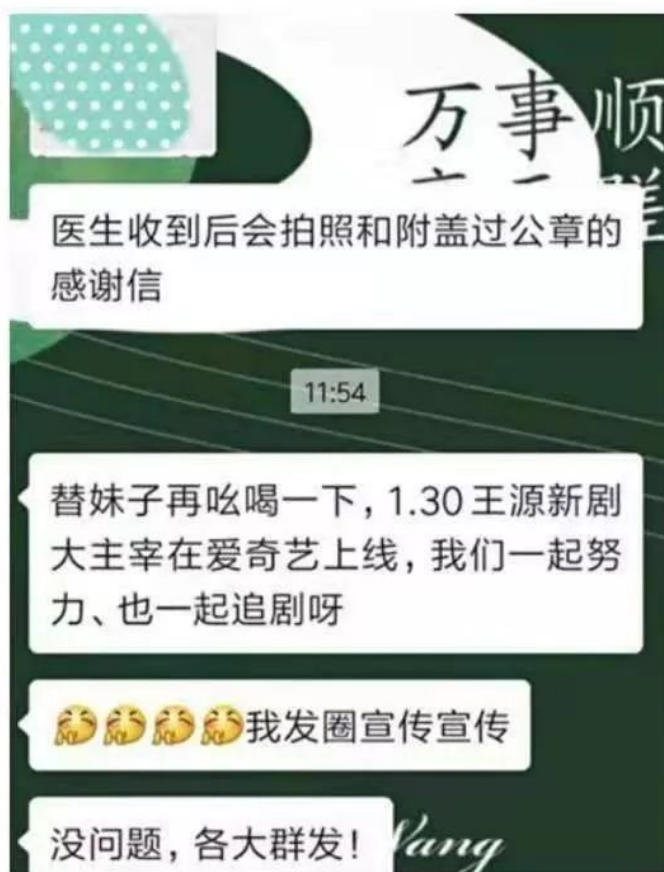 万事顺
医生收到后会拍照和附盖过公章的
感谢信
11:54
替妹子再吆喝一下，1.30王源新剧
大主宰在爱奇艺上线，我们一起努
力、也一起追剧呀
我发圈宣传宣传
没问题，各大群发！
Wang